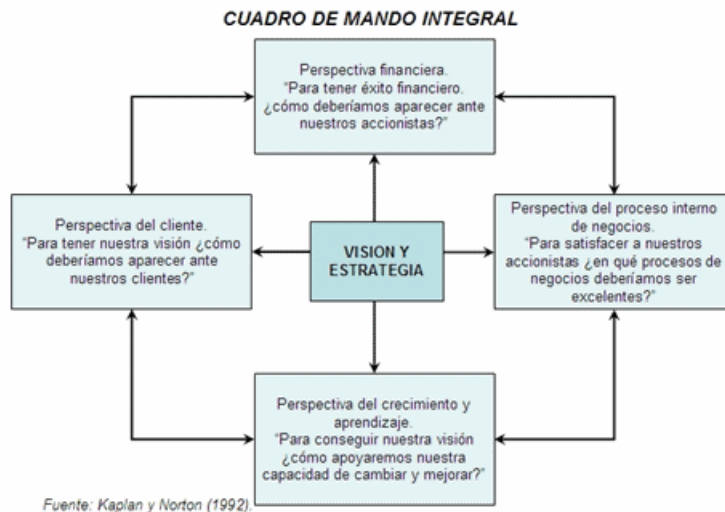 CUADRO DE MANDO INTEGRAL
Perspectiva financiera.
“Para tener éxito financiero.
¿cómo deberíamos aparecer ante
nuestros accionistas?”
Perspectiva del cliente.
“Para tener nuestra visión ¿cómo
deberíamos aparecer ante
nuestros clientes?”
VISION Y
ESTRATEGIA
Perspectiva del proceso interno
de negocios.
“Para satisfacer a nuestros
accionistas ¿en qué procesos de
negocios deberíamos ser
excelentes?”
Perspectiva del crecimiento y
aprendizaje.
“Para conseguir nuestra visión
¿cómo apoyaremos nuestra
capacidad de cambiar y mejorar?”
Fuente: Kaplan y Norton (1992).